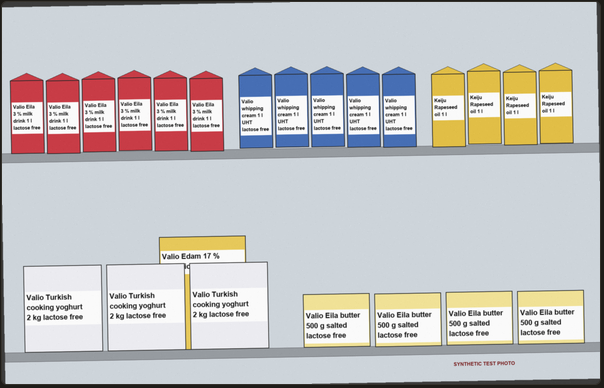 Valio Eila
3 % milk
drink 1 l
lactose free
Valio Eila
3 % milk
drink 1 l
lactose free
Valio Eila
3 % milk
drink 1 l
lactose free
Valio Eila
3 % milk
drink 1 l
lactose free
Valio Eila
3 % milk
drink 1 l
lactose free
Valio Eila
3 % milk
drink 1 l
lactose free
Valio
whipping
cream 1 l
UHT
lactose free
Valio
whipping
cream 1 l
UHT
lactose free
Valio
whipping
cream 1 l
UHT
lactose free
Valio
whipping
cream 1 l
UHT
lactose free
Valio
whipping
cream 1 l
UHT
lactose free
Keiju
Rapeseed
oil 1 l
Keiju
Rapeseed
oil 1 l
Keiju
Rapeseed
oil 1 l
Keiju
Rapeseed
oil 1 l
Valio Edam 17 %
Valio Turkish
cooking yoghurt
2 kg lactose free
Valio Turkish
cooking yoghurt
2 kg lactose free
Valio Turkish
cooking yoghurt
2 kg lactose free
Valio Eila butter
500 g salted
lactose free
Valio Eila butter
500 g salted
lactose free
Valio Eila butter
500 g salted
lactose free
Valio Eila butter
500 g salted
lactose free
SYNTHETIC TEST PHOTO